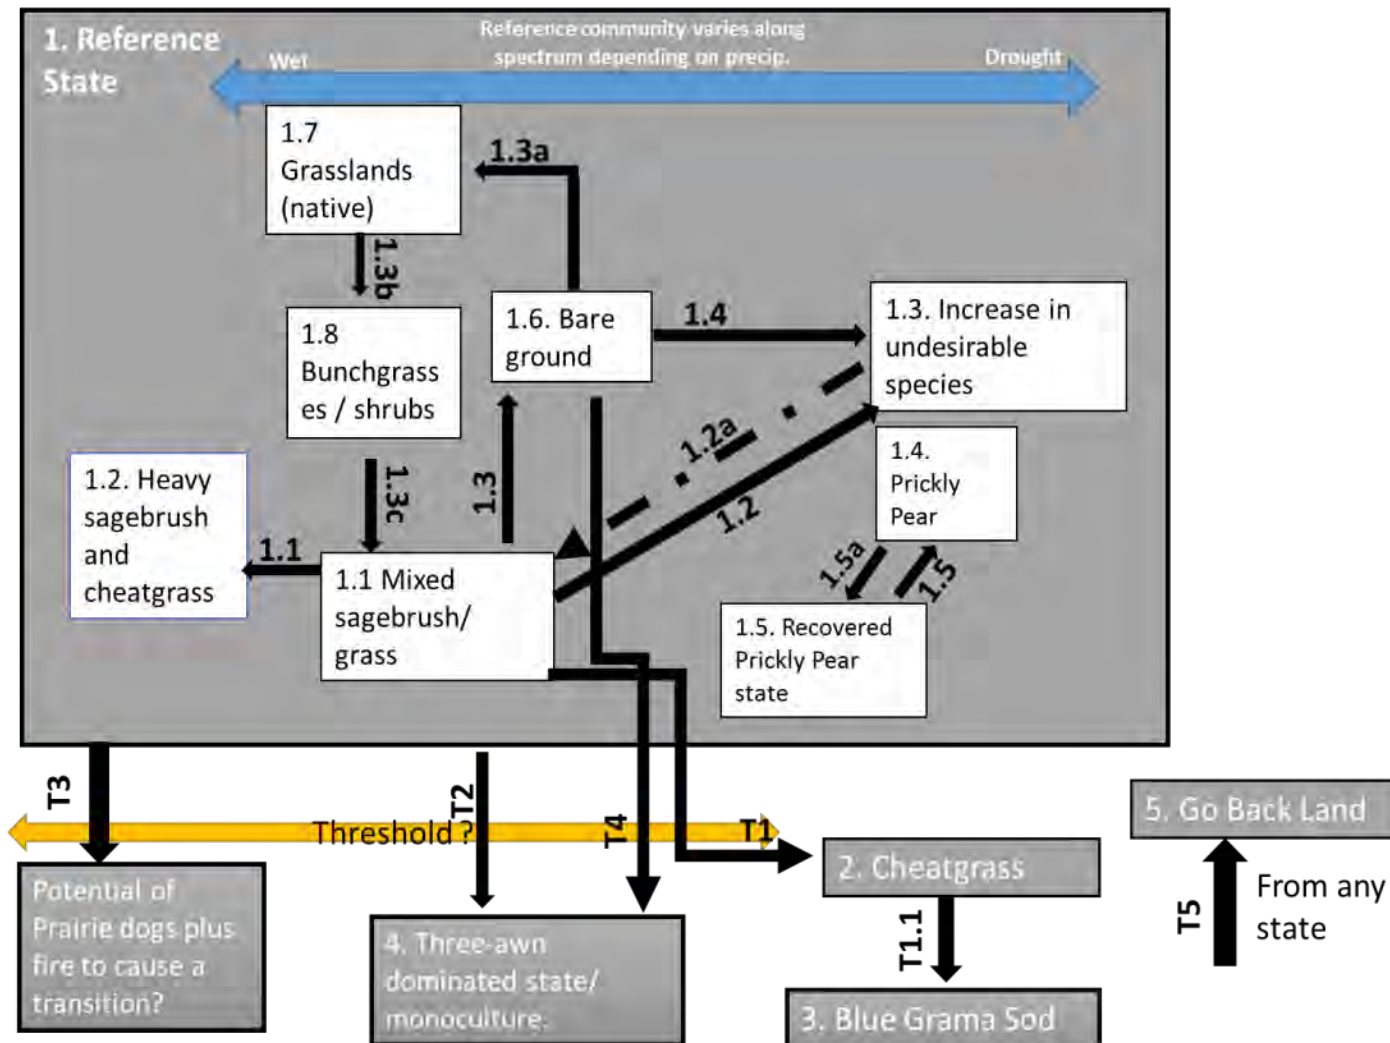 1. Reference
State
Reference community varies along
spectrum depending on precip.
Wet
Drought
1.7
Grasslands
(native)
1.3a
1.3b
1.8
Bunchgrass
es / shrubs
1.6. Bare
ground
1.4
1.3. Increase in
undesirable
species
1.2a
1.2
1.4.
Prickly
Pear
1.2. Heavy
sagebrush
and
cheatgrass
1.1
1.3c
1.3
1.1 Mixed
sagebrush/
grass
1.5a
1.5
1.5. Recovered
Prickly Pear
state
T3
T2
Threshold ?
T4
T1
5. Go Back Land
Potential of
Prairie dogs plus
fire to cause a
transition?
4. Three-awn
dominated state/
monoculture.
2. Cheatgrass
T1.1
3. Blue Grama Sod
T5
From any
state